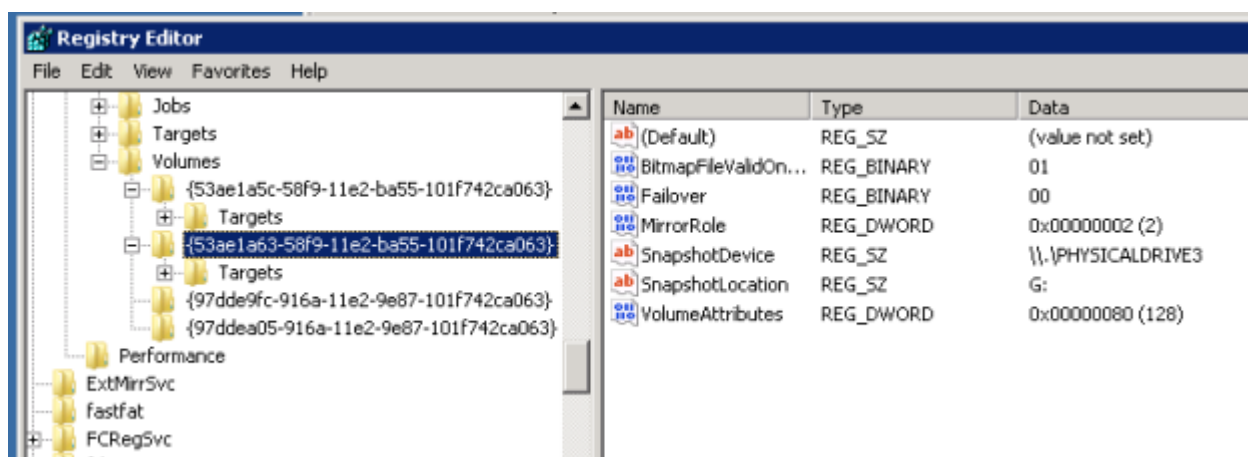 Registry Editor
File Edit View Favorites Help
Jobs
Targets
Volumes
{53ae1a5c-58f9-11e2-ba55-101f742ca063}
Targets
{53ae1a63-58f9-11e2-ba55-101f742ca063}
Targets
{97dde9fc-916a-11e2-9e87-101f742ca063}
{97ddea05-916a-11e2-9e87-101f742ca063}
Performance
ExtMirrSvc
fastfat
FCRegSvc
Name Type Data
(Default) REG_SZ (value not set)
BitmapFileValidOn... REG_BINARY 01
Failover REG_BINARY 00
MirrorRole REG_DWORD 0x00000002 (2)
SnapshotDevice REG_SZ \\.\PHYSICALDRIVE3
SnapshotLocation REG_SZ G:
VolumeAttributes REG_DWORD 0x00000080 (128)